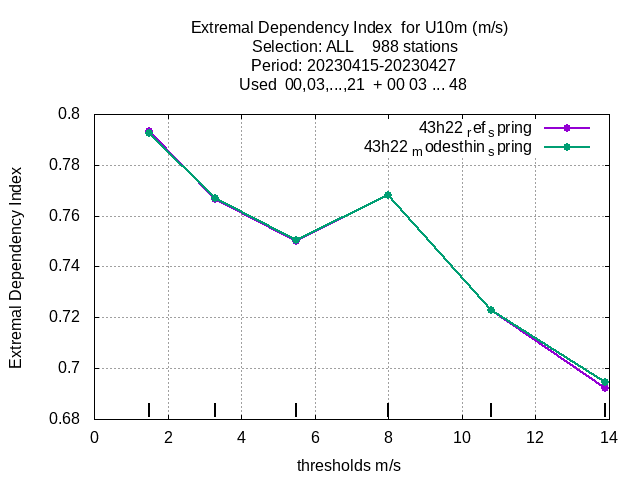 Extremal Dependency Index  for U10m (m/s)
Selection: ALL    988 stations
Period: 20230415-20230427
Used  00,03,...,21  + 00 03 ... 48
43h22 ref spring
43h22 modesthin spring
0.8
0.78
0.76
0.74
0.72
0.7
0.68
Extremal Dependency Index
0 2 4 6 8 10 12 14
thresholds m/s